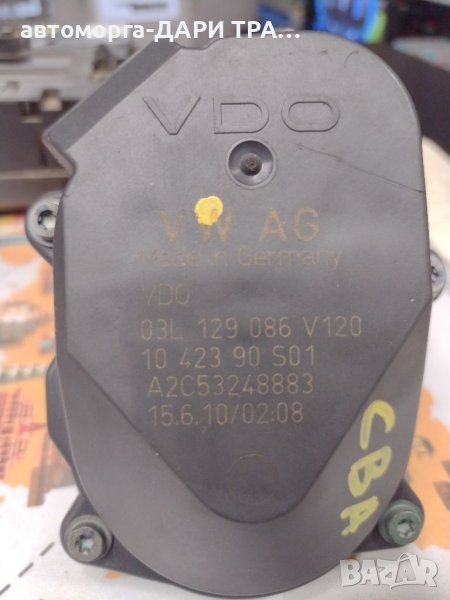 автоморга-ДАРИ ТРА...
VDO
VW AG
Made in Germany
VDO
03L 129 086 V120
10 423 90 S01
A2C53248883
15.6.10/02:08
CBA
BAZAR